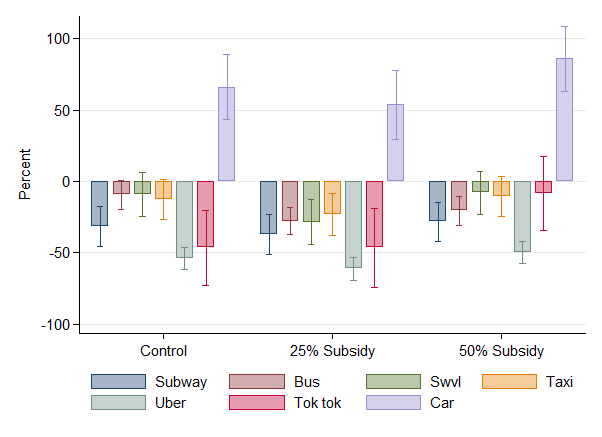 100
50
0
-50
-100
Percent
Control 25% Subsidy 50% Subsidy
Subway Bus Swvl Taxi
Uber Tok tok Car